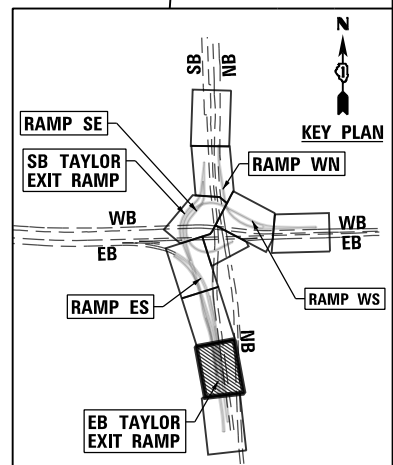 SB
NB
N
KEY PLAN
RAMP SE
SB TAYLOR
EXIT RAMP
RAMP WN
WB
WB
EB
EB
RAMP ES
RAMP WS
NB
EB TAYLOR
EXIT RAMP